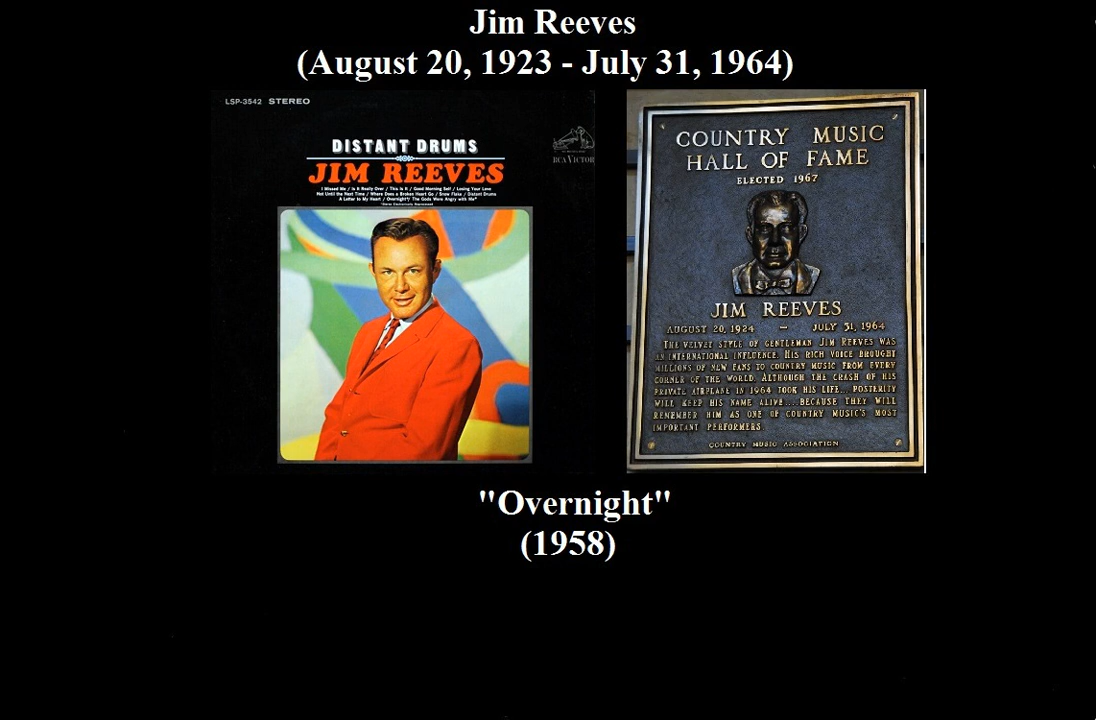 Jim Reeves
(August 20, 1923 - July 31, 1964)
LSP-3542 STEREO
DISTANT DRUMS
RCA VICTOR
JIM REEVES
I Missed Me / Is It Really Over / This Is It / Good Morning Self / Losing Your Love
Not Until the Next Time / Where Does a Broken Heart Go / Snow Flake / Distant Drums
A Letter to My Heart / Overnight* / The Gods Were Angry with Me*
COUNTRY MUSIC
HALL OF FAME
ELECTED 1967
JIM REEVES
AUGUST 20, 1924 – JULY 31, 1964
THE VELVET STYLE OF GENTLEMAN JIM REEVES WAS
AN INTERNATIONAL INFLUENCE. HIS RICH VOICE BROUGHT
MILLIONS OF NEW FANS TO COUNTRY MUSIC FROM EVERY
CORNER OF THE WORLD. ALTHOUGH THE CRASH OF HIS
PRIVATE AIRPLANE IN 1964 TOOK HIS LIFE... POSTERITY
WILL KEEP HIS NAME ALIVE... BECAUSE THEY WILL
REMEMBER HIM AS ONE OF COUNTRY MUSIC'S MOST
IMPORTANT PERFORMERS
COUNTRY MUSIC ASSOCIATION
"Overnight"
(1958)